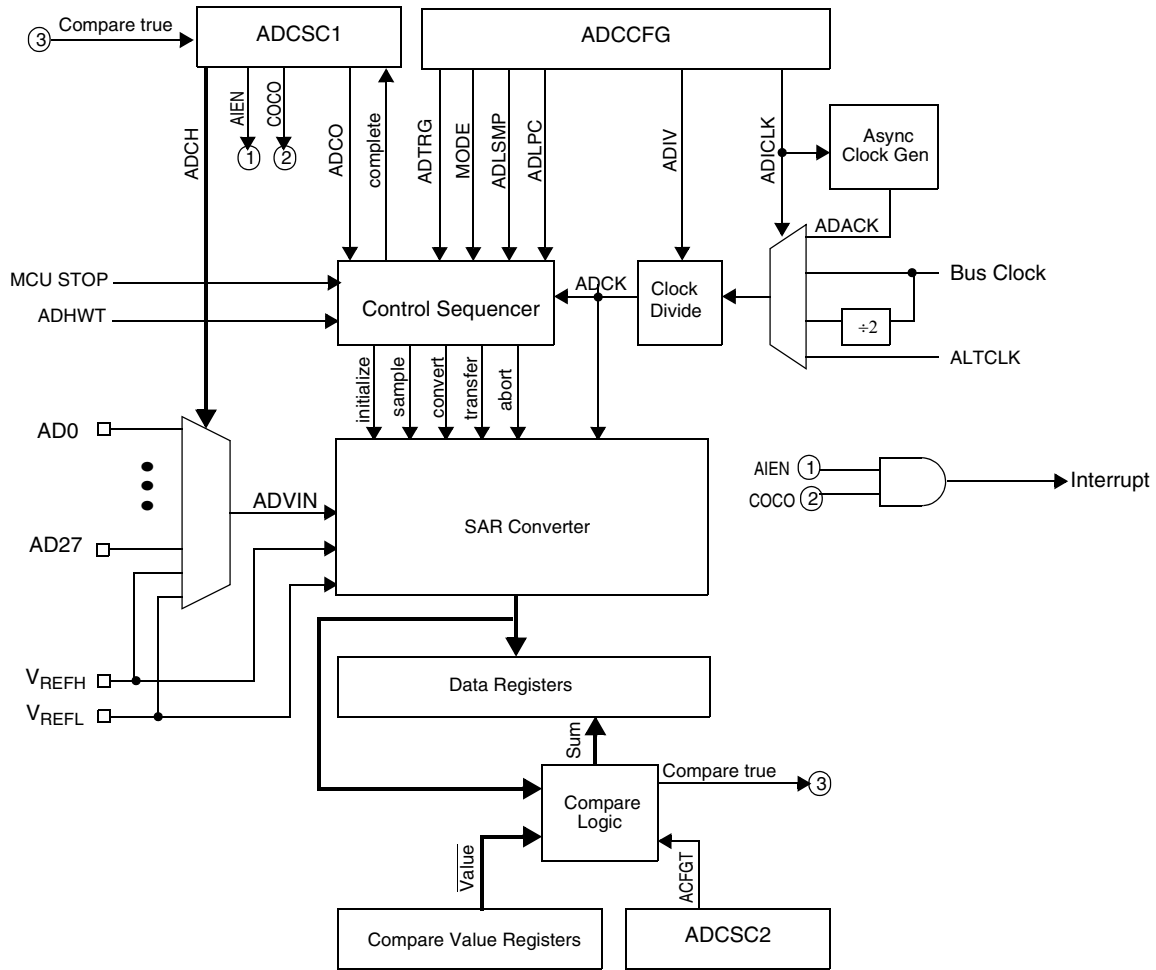 3 Compare true
ADCSC1
ADCCFG
ADCH
AIEN
COCO
1
2
ADCO
complete
ADTRG
MODE
ADLSMP
ADLPC
ADIV
ADICLK
Async
Clock Gen
ADACK
MCU STOP
ADHWT
Control Sequencer
ADCK
Clock
Divide
Bus Clock
÷2
ALTCLK
initialize
sample
convert
transfer
abort
AD0
AD27
ADVIN
SAR Converter
AIEN 1
COCO 2
Interrupt
VREFH
VREFL
Data Registers
Sum
Compare true
3
Compare
Logic
Value
ACFGT
Compare Value Registers
ADCSC2